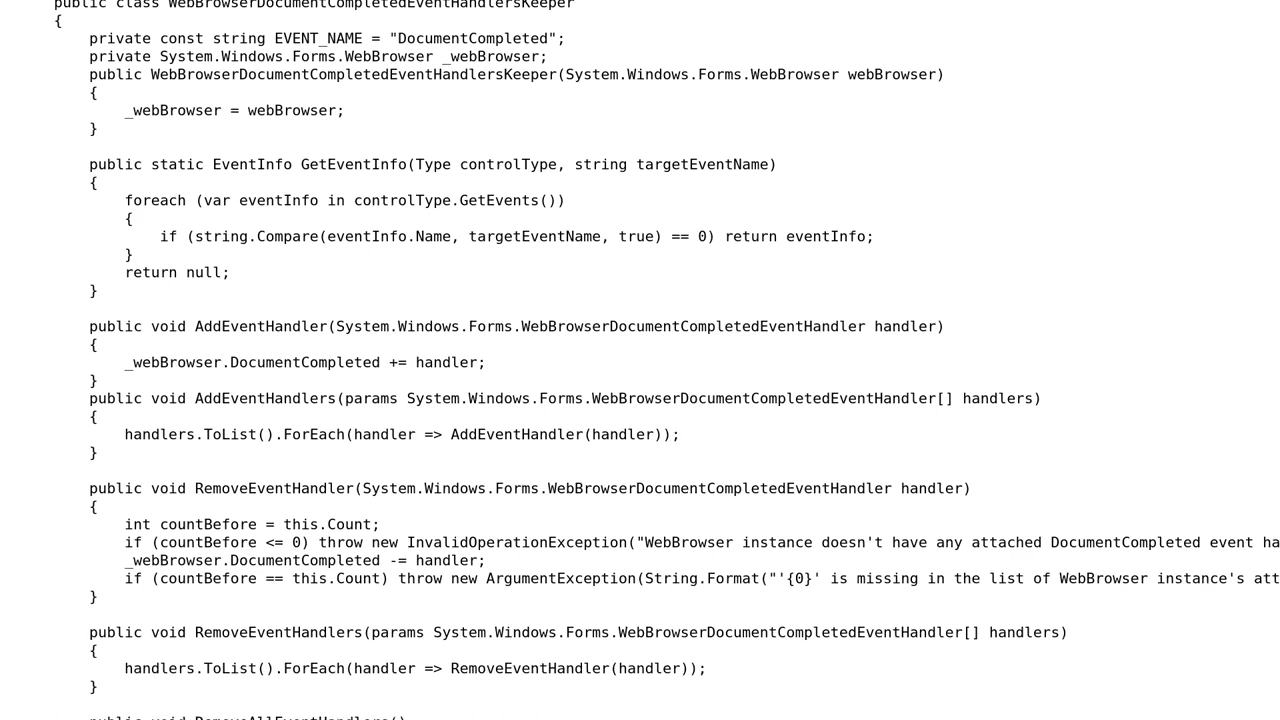 public class WebBrowserDocumentCompletedEventHandlersKeeper
{
private const string EVENT_NAME = "DocumentCompleted";
private System.Windows.Forms.WebBrowser _webBrowser;
public WebBrowserDocumentCompletedEventHandlersKeeper(System.Windows.Forms.WebBrowser webBrowser)
{
_webBrowser = webBrowser;
}
public static EventInfo GetEventInfo(Type controlType, string targetEventName)
{
foreach (var eventInfo in controlType.GetEvents())
{
if (string.Compare(eventInfo.Name, targetEventName, true) == 0) return eventInfo;
}
return null;
}
public void AddEventHandler(System.Windows.Forms.WebBrowserDocumentCompletedEventHandler handler)
{
_webBrowser.DocumentCompleted += handler;
}
public void AddEventHandlers(params System.Windows.Forms.WebBrowserDocumentCompletedEventHandler[] handlers)
{
handlers.ToList().ForEach(handler => AddEventHandler(handler));
}
public void RemoveEventHandler(System.Windows.Forms.WebBrowserDocumentCompletedEventHandler handler)
{
int countBefore = this.Count;
if (countBefore <= 0) throw new InvalidOperationException("WebBrowser instance doesn't have any attached DocumentCompleted event ha
_webBrowser.DocumentCompleted -= handler;
if (countBefore == this.Count) throw new ArgumentException(String.Format("'{0}' is missing in the list of WebBrowser instance's att
}
public void RemoveEventHandlers(params System.Windows.Forms.WebBrowserDocumentCompletedEventHandler[] handlers)
{
handlers.ToList().ForEach(handler => RemoveEventHandler(handler));
}
public void RemoveAllEventHandlers()